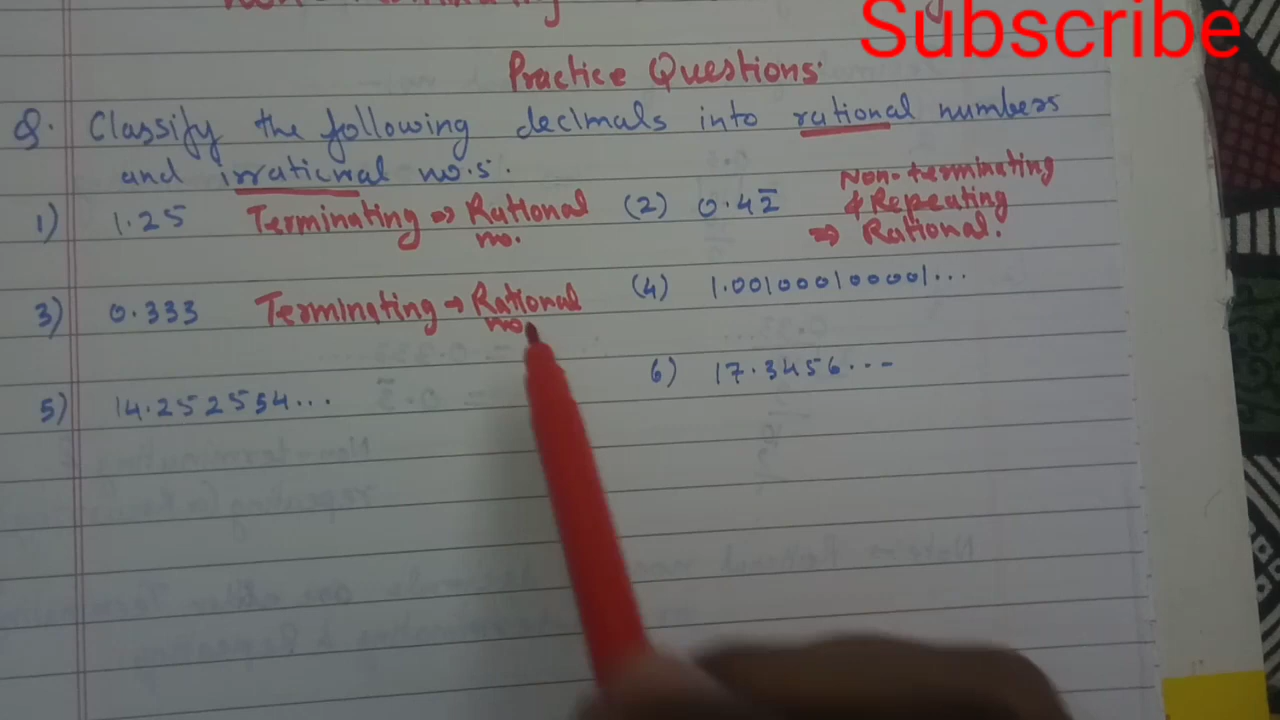 Subscribe
Practice Questions:
Q. Classify the following decimals into rational numbers
and irrational no.s.
1) 1.25 Terminating ⇒ Rational no. (2) 0.42̅ Non-terminating & Repeating ⇒ Rational.
3) 0.333 Terminating → Rational no. (4) 1.00100010000 1...
5) 14.252554... 6) 17.3456...